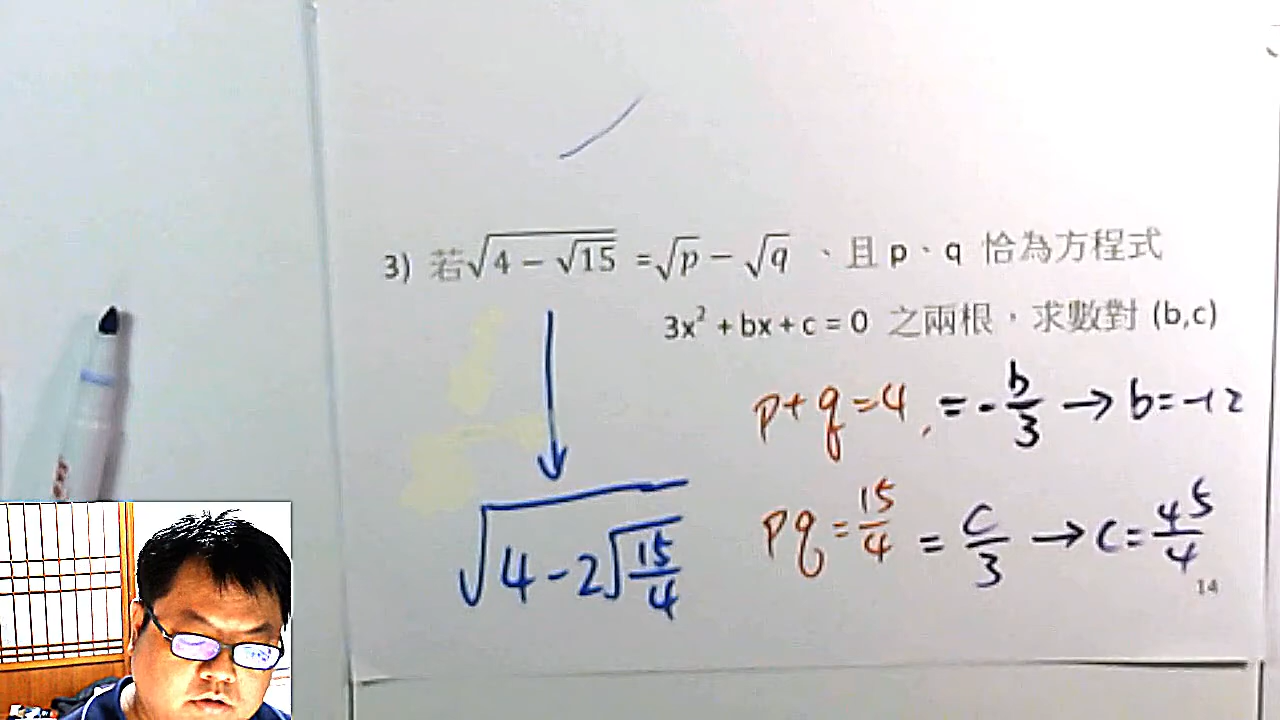 3) 若√(4 − √15) = √p − √q 、且 p、q 恰為方程式
3x² + bx + c = 0 之兩根，求數對 (b,c)
p + q = 4, = -b/3 → b = -12
√(4 - 2√(15/4))
pq = 15/4 = c/3 → c = 45/4
14